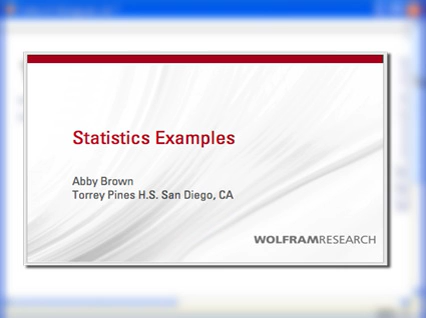 Statistics Examples
Abby Brown
Torrey Pines H.S. San Diego, CA
WOLFRAMRESEARCH